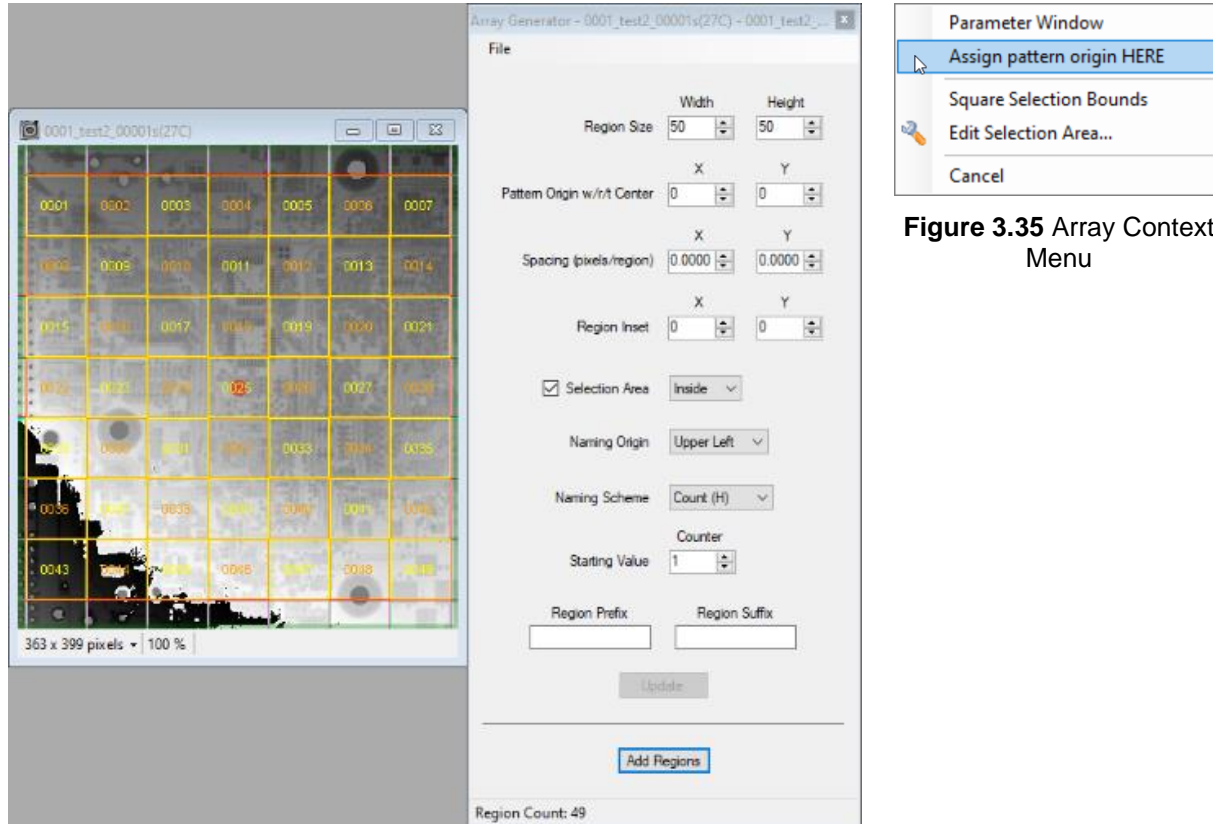 Array Generator - 0001_test2_00001s(27C) - 0001_test2_...
File
Width Height
Region Size 50 50
X Y
Pattern Origin w/r/t Center 0 0
X Y
Spacing (pixels/region) 0.0000 0.0000
X Y
Region Inset 0 0
Selection Area Inside
Naming Origin Upper Left
Naming Scheme Count (H)
Counter
Starting Value 1
Region Prefix Region Suffix
Update
Add Regions
Region Count: 49
0001_test2_00001s(27C)
0001 0002 0003 0004 0005 0006 0007
0009 0011 0013 0014
0015 0017 0019 0020 0021
0025 0027
0033 0035
0036
0043 0046 0048
363 x 399 pixels 100 %
Parameter Window
Assign pattern origin HERE
Square Selection Bounds
Edit Selection Area...
Cancel
Figure 3.35 Array Context
Menu